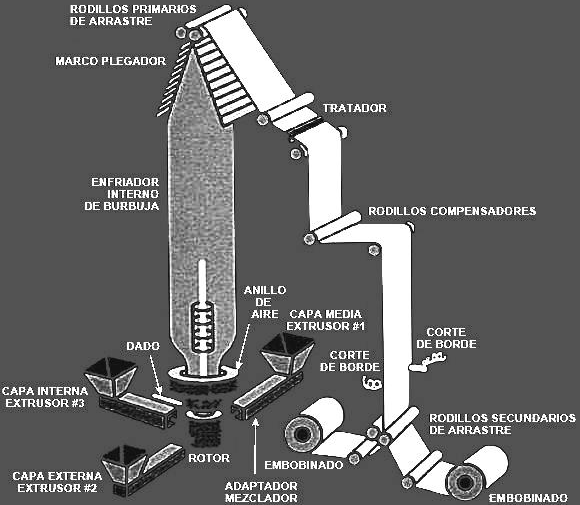 RODILLOS PRIMARIOS
DE ARRASTRE
MARCO PLEGADOR
TRATADOR
ENFRIADOR
INTERNO
DE BURBUJA
RODILLOS COMPENSADORES
ANILLO
DE
AIRE
CAPA MEDIA
EXTRUSOR #1
DADO
CORTE
DE BORDE
CORTE
DE BORDE
CAPA INTERNA
EXTRUSOR #3
RODILLOS SECUNDARIOS
DE ARRASTRE
ROTOR
EMBOBINADO
CAPA EXTERNA
EXTRUSOR #2
ADAPTADOR
MEZCLADOR
EMBOBINADO